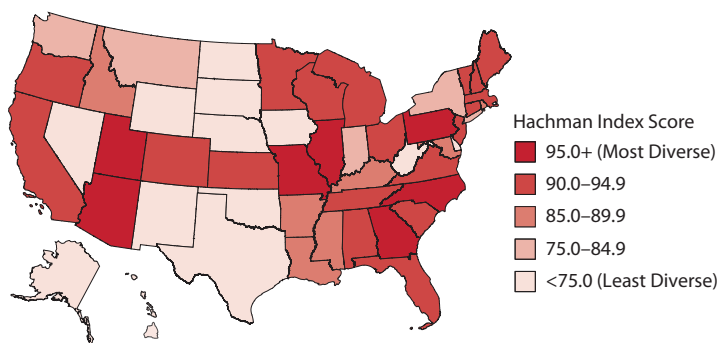 Hachman Index Score
95.0+ (Most Diverse)
90.0–94.9
85.0–89.9
75.0–84.9
<75.0 (Least Diverse)